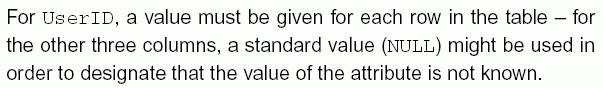 For UserID, a value must be given for each row in the table – for
the other three columns, a standard value (NULL) might be used in
order to designate that the value of the attribute is not known.